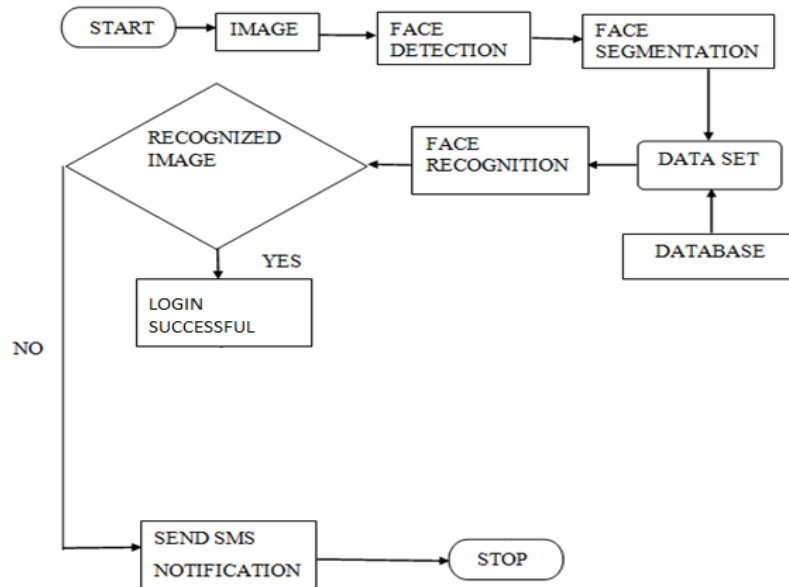 START
IMAGE
FACE
DETECTION
FACE
SEGMENTATION
RECOGNIZED
IMAGE
FACE
RECOGNITION
DATA SET
DATABASE
YES
LOGIN
SUCCESSFUL
NO
SEND SMS
NOTIFICATION
STOP